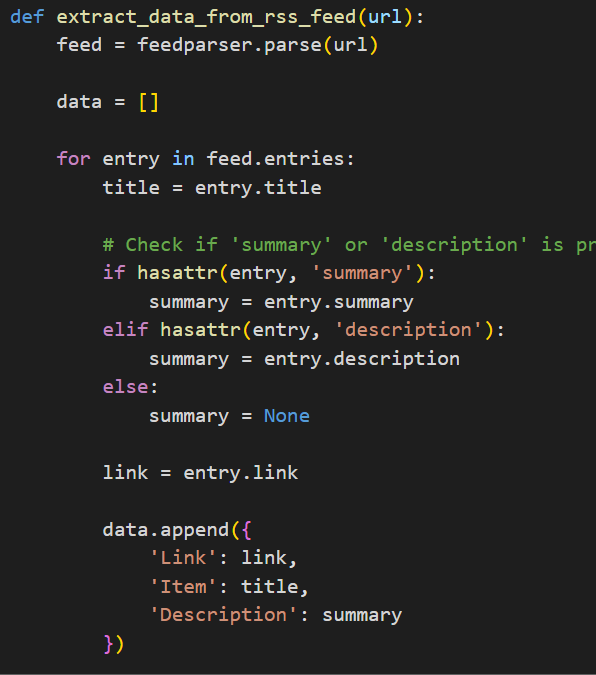 def extract_data_from_rss_feed(url):
    feed = feedparser.parse(url)

    data = []

    for entry in feed.entries:
        title = entry.title

        # Check if 'summary' or 'description' is pr
        if hasattr(entry, 'summary'):
            summary = entry.summary
        elif hasattr(entry, 'description'):
            summary = entry.description
        else:
            summary = None

        link = entry.link

        data.append({
            'Link': link,
            'Item': title,
            'Description': summary
        })